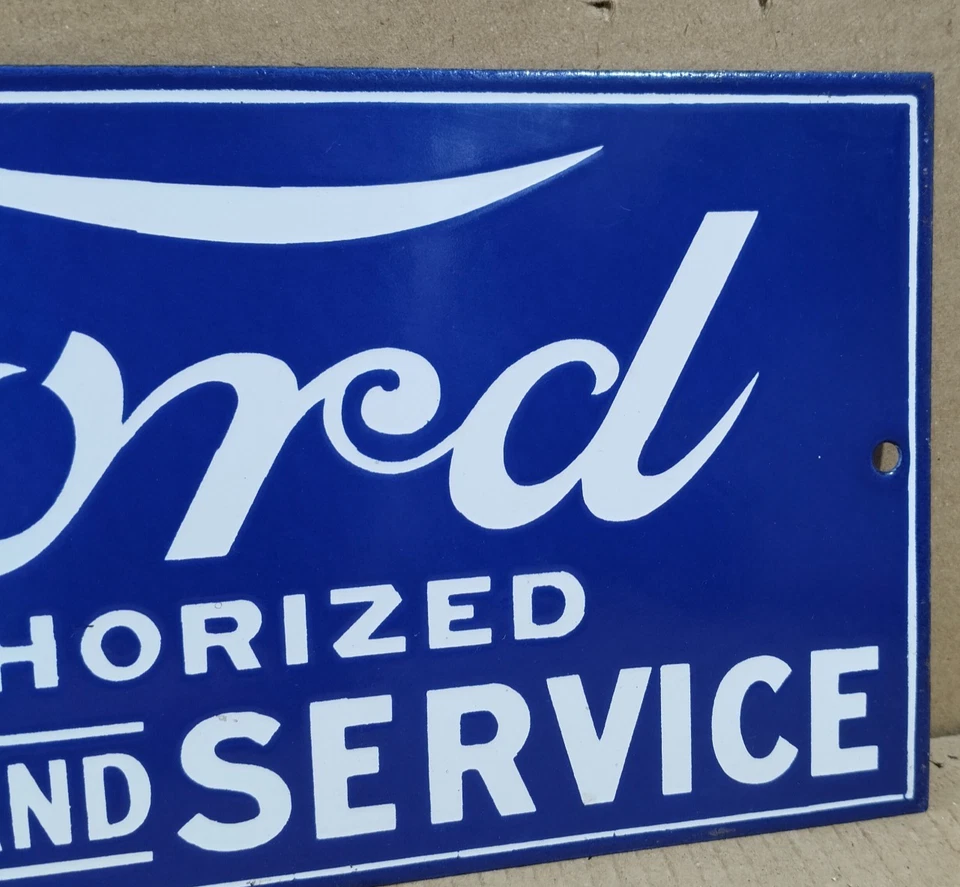 ord
HORIZED
AND SERVICE